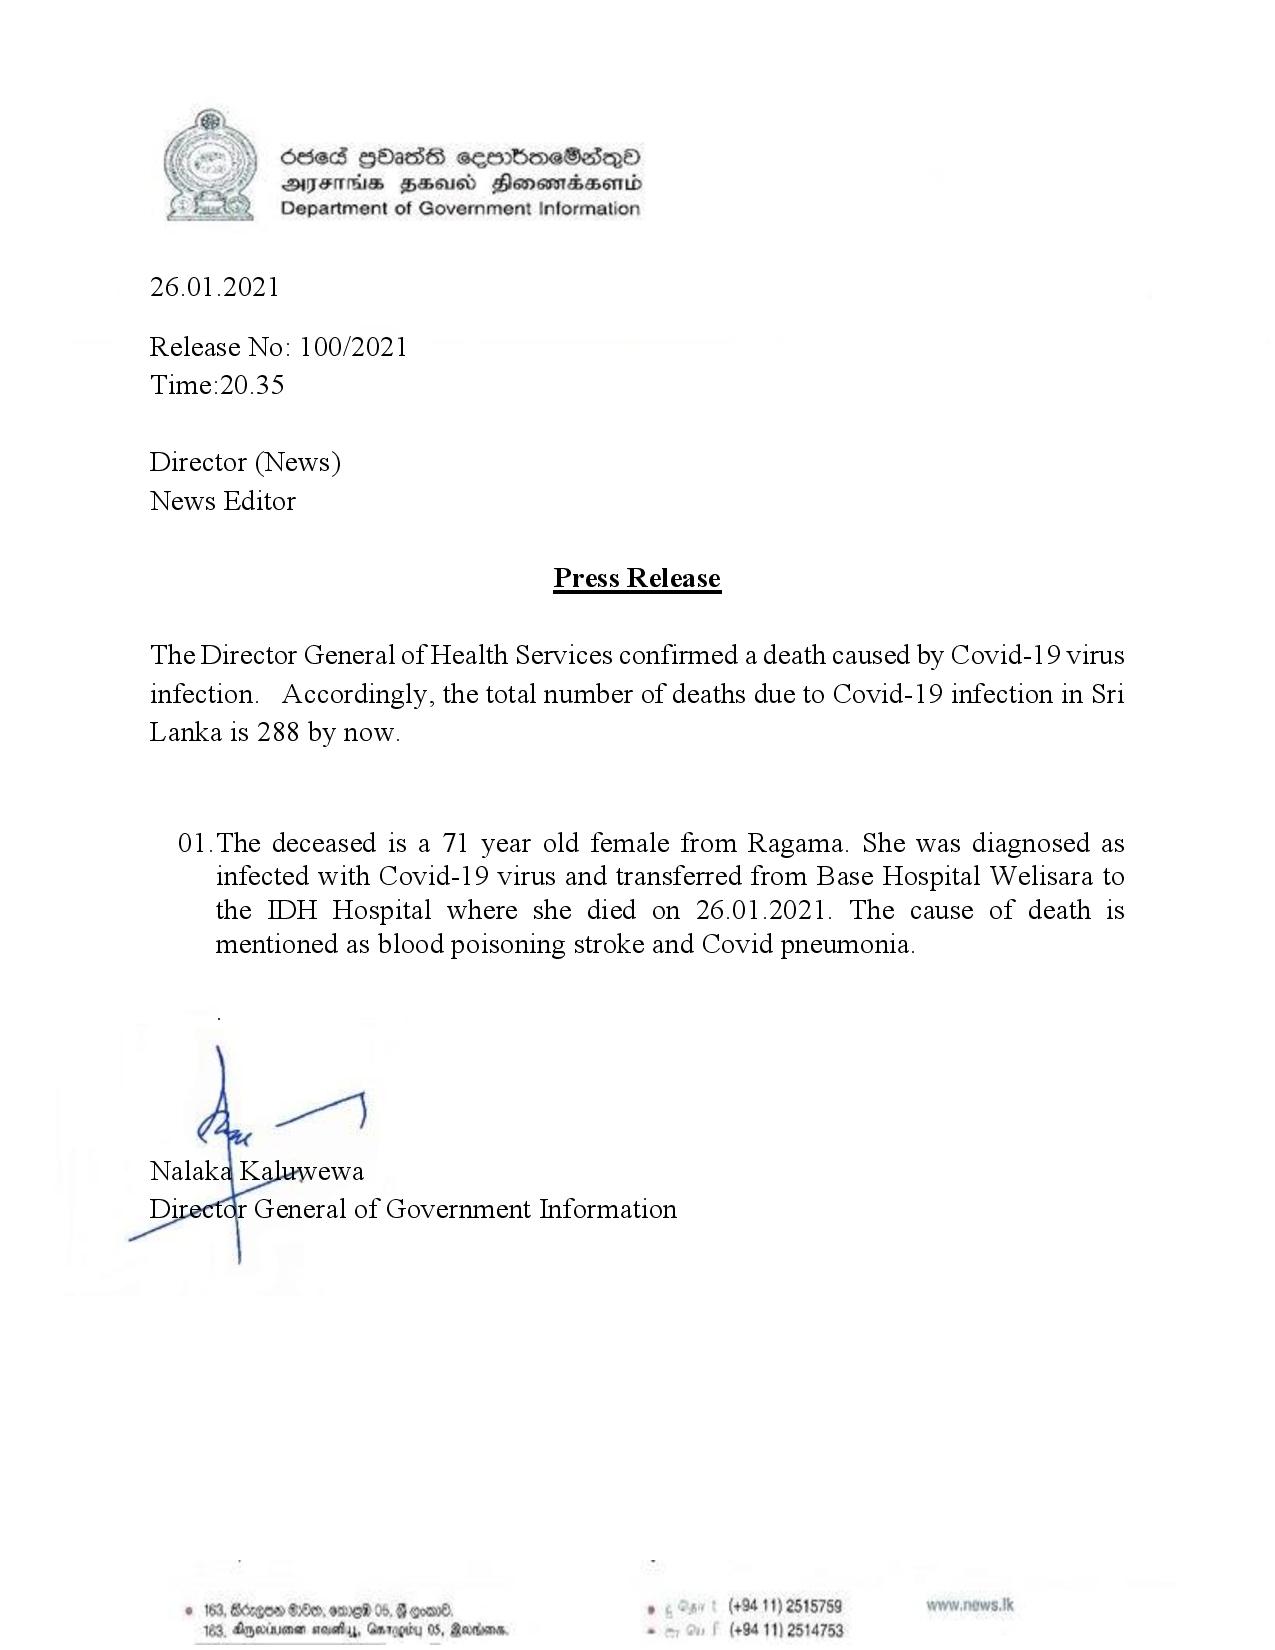 රජයේ ප්‍රවෘත්ති දෙපාර්තමේන්තුව
அரசாங்க தகவல் திணைக்களம்
Department of Government Information
26.01.2021
Release No: 100/2021
Time:20.35
Director (News)
News Editor
Press Release
The Director General of Health Services confirmed a death caused by Covid-19 virus
infection. Accordingly, the total number of deaths due to Covid-19 infection in Sri
Lanka is 288 by now.
01. The deceased is a 71 year old female from Ragama. She was diagnosed as
infected with Covid-19 virus and transferred from Base Hospital Welisara to
the IDH Hospital where she died on 26.01.2021. The cause of death is
mentioned as blood poisoning stroke and Covid pneumonia.
Nalaka Kaluwewa
Director General of Government Information
163, කිරුලපන මාවත, කොළඹ 05, ශ්‍රී ලංකාව.
163, கிருலப்பனை எவனியூ, கொழும்பு 05, இலங்கை.
(+94 11) 2515759
(+94 11) 2514753
www.news.lk